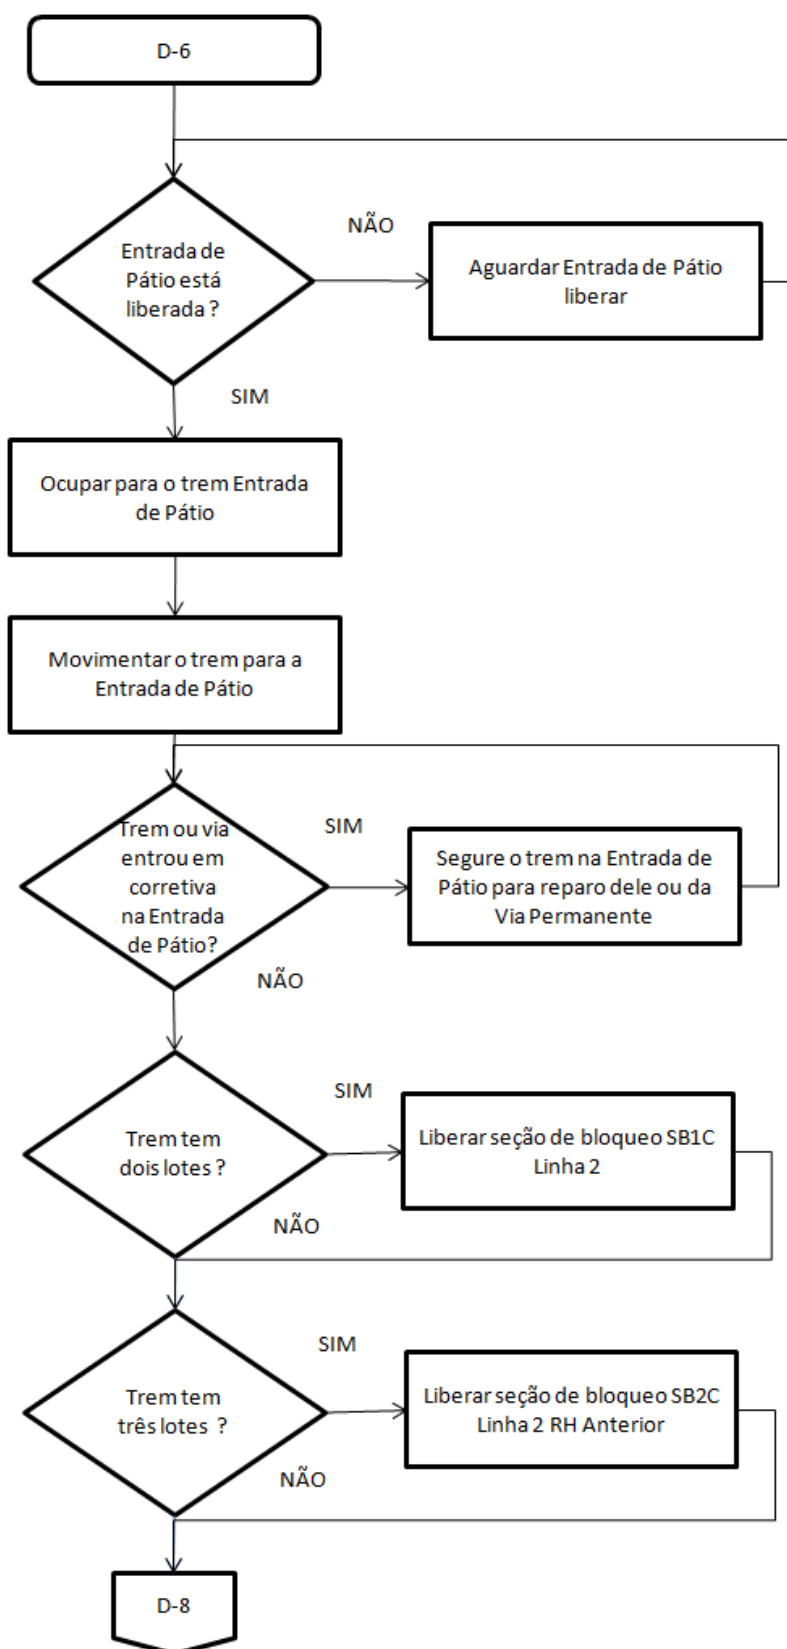 D-6
Entrada de
Pátio está
liberada ?
NÃO
Aguardar Entrada de Pátio
liberar
SIM
Ocupar para o trem Entrada
de Pátio
Movimentar o trem para a
Entrada de Pátio
Trem ou via
entrou em
corretiva
na Entrada
de Pátio?
SIM
Segure o trem na Entrada de
Pátio para reparo dele ou da
Via Permanente
NÃO
Trem tem
dois lotes ?
SIM
Liberar seção de bloqueo SB1C
Linha 2
NÃO
Trem tem
três lotes ?
SIM
Liberar seção de bloqueo SB2C
Linha 2 RH Anterior
NÃO
D-8